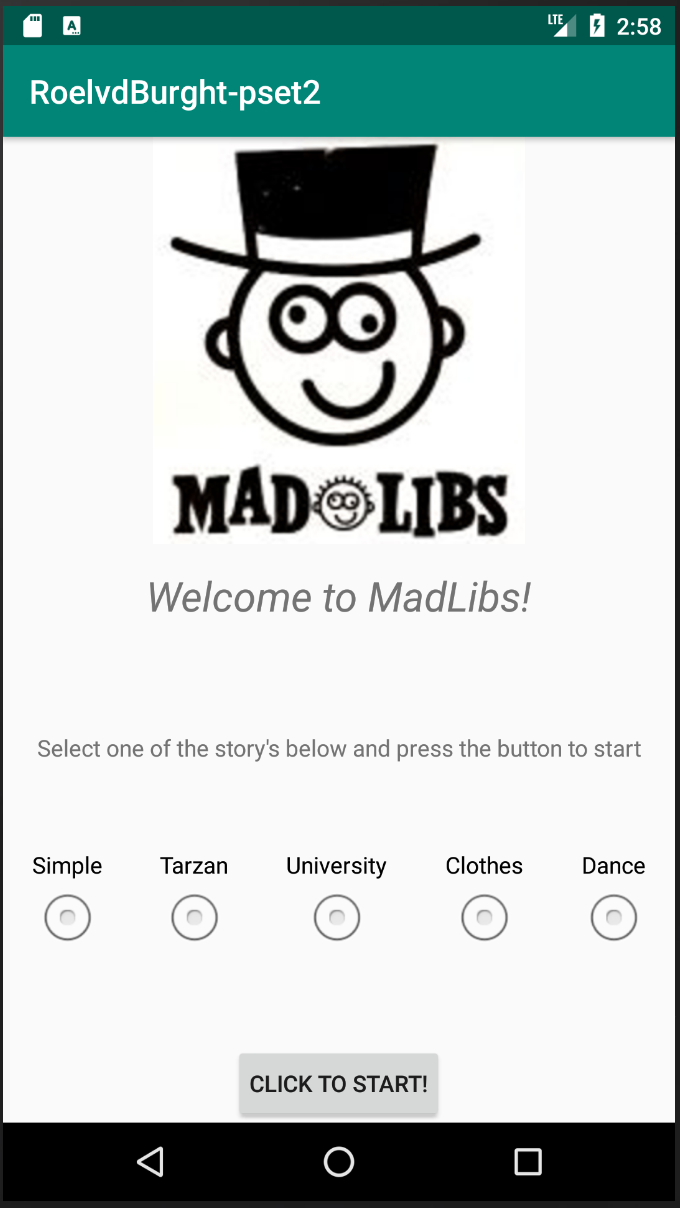 LTE 2:58
RoelvdBurght-pset2
MAD LIBS
Welcome to MadLibs!
Select one of the story's below and press the button to start
Simple Tarzan University Clothes Dance
CLICK TO START!